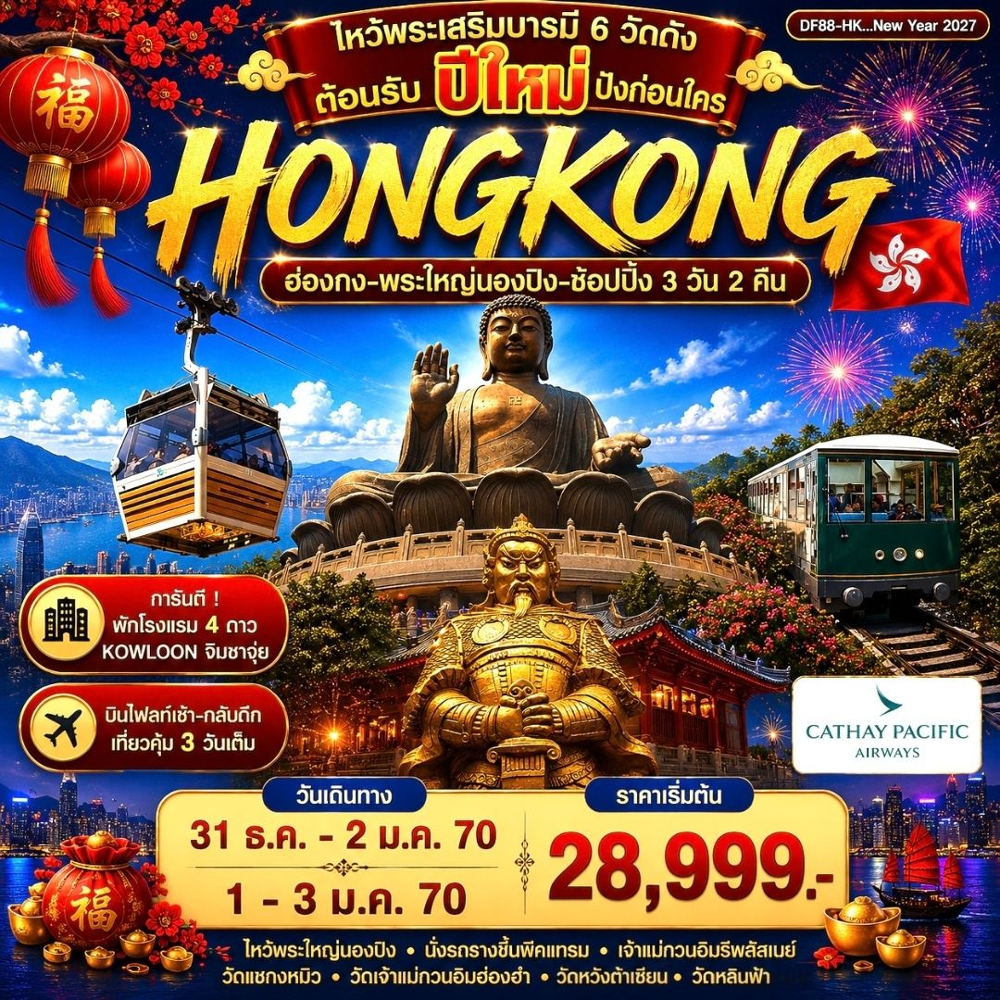 DF88-HK...New Year 2027
ไหว้พระเสริมบารมี 6 วัดดัง
ต้อนรับ ปีใหม่ ปังก่อนใคร
HONGKONG
ฮ่องกง-พระใหญ่นองปิง-ช้อปปิ้ง 3 วัน 2 คืน
福
การันตี !
พักโรงแรม 4 ดาว
KOWLOON จิมซาจุ่ย
บินไฟลท์เช้า-กลับดึก
เที่ยวคุ้ม 3 วันเต็ม
CATHAY PACIFIC
AIRWAYS
วันเดินทาง
31 ธ.ค. - 2 ม.ค. 70
1 - 3 ม.ค. 70
ราคาเริ่มต้น
28,999.-
福
ไหว้พระใหญ่นองปิง • นั่งรถรางขึ้นพีคแทรม • เจ้าแม่กวนอิมรีพลัสเบย์
วัดแชกงหมิว • วัดเจ้าแม่กวนอิมฮ่องฮำ • วัดหวังต้าเซียน • วัดหลินฟ้า